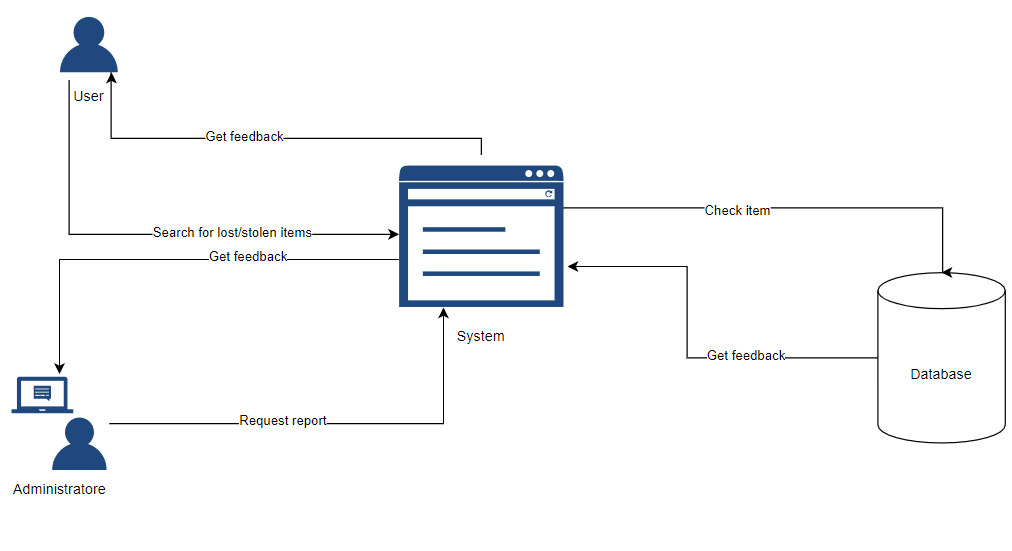 User
Get feedback
Check item
Search for lost/stolen items
Get feedback
System
Get feedback
Database
Request report
Administratore